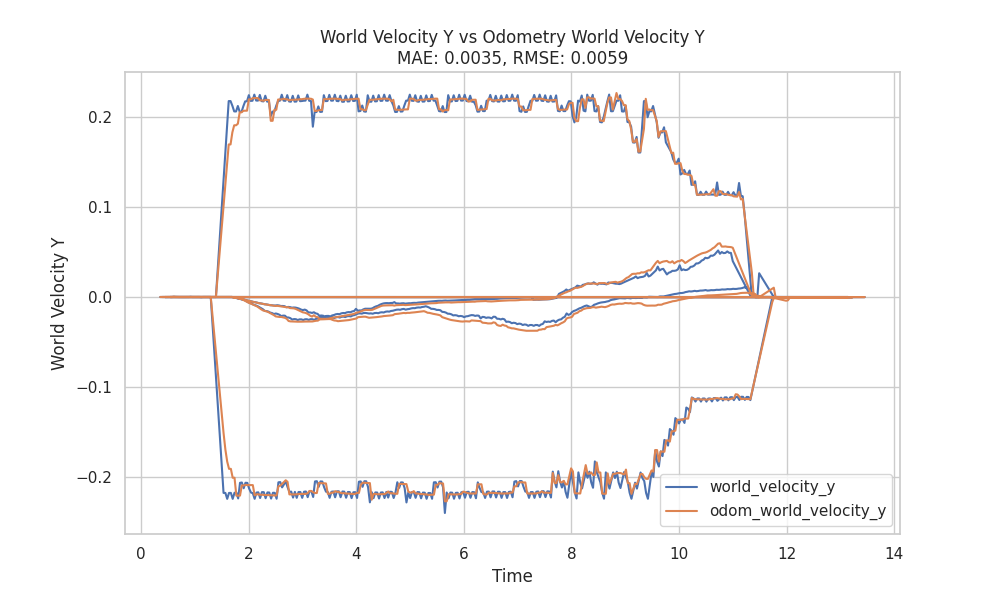 World Velocity Y vs Odometry World Velocity Y
MAE: 0.0035, RMSE: 0.0059
World Velocity Y
0.2
0.1
0.0
−0.1
−0.2
0 2 4 6 8 10 12 14
Time
world_velocity_y
odom_world_velocity_y